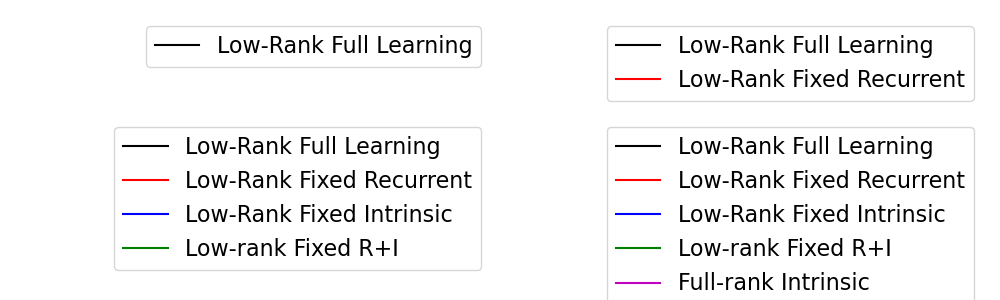 Low-Rank Full Learning
Low-Rank Full Learning
Low-Rank Fixed Recurrent
Low-Rank Full Learning
Low-Rank Fixed Recurrent
Low-Rank Fixed Intrinsic
Low-rank Fixed R+I
Low-Rank Full Learning
Low-Rank Fixed Recurrent
Low-Rank Fixed Intrinsic
Low-rank Fixed R+I
Full-rank Intrinsic